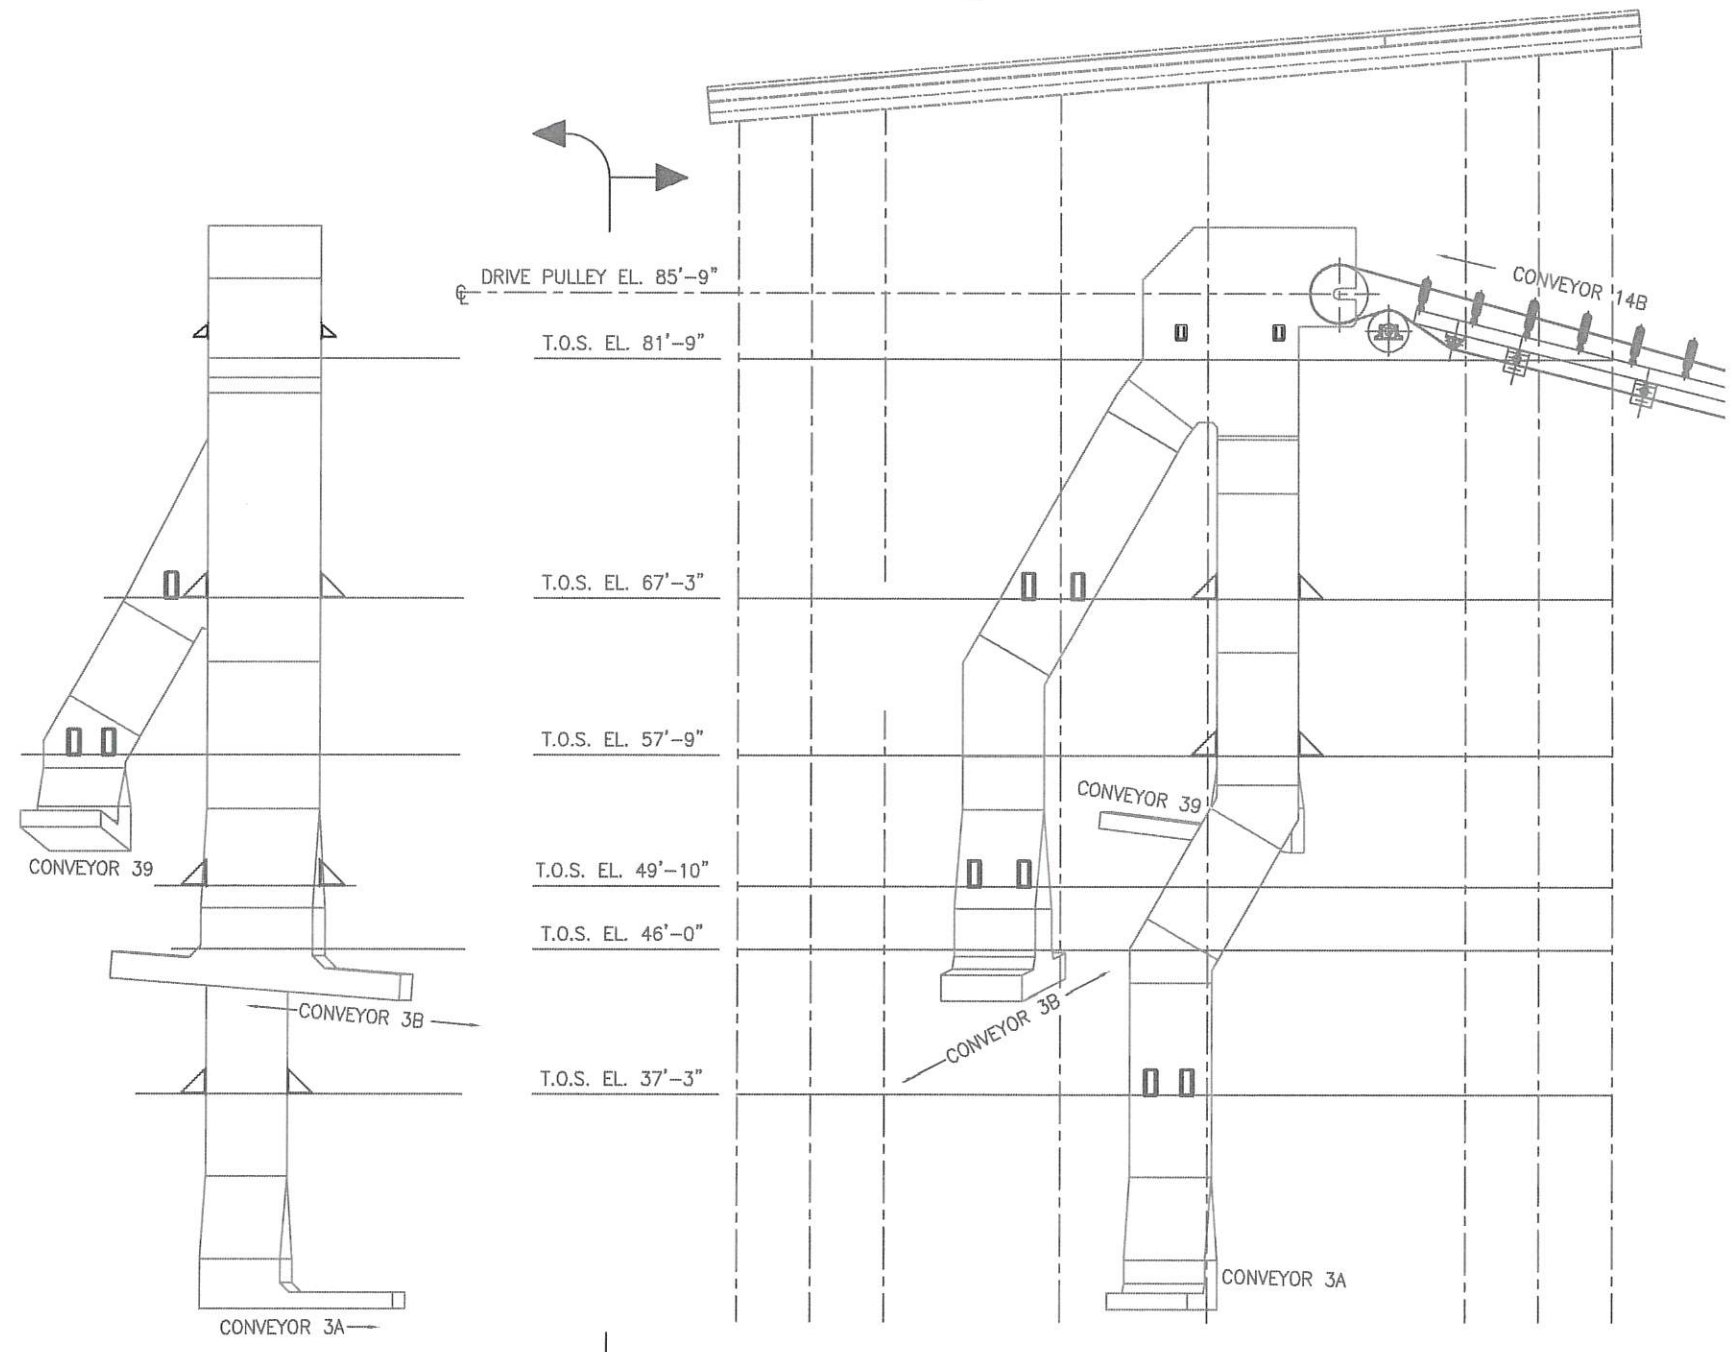 DRIVE PULLEY EL. 85'-9"
CONVEYOR 14B
T.O.S. EL. 81'-9"
T.O.S. EL. 67'-3"
T.O.S. EL. 57'-9"
CONVEYOR 39
CONVEYOR 39
T.O.S. EL. 49'-10"
T.O.S. EL. 46'-0"
CONVEYOR 3B
CONVEYOR 3B
T.O.S. EL. 37'-3"
CONVEYOR 3A
CONVEYOR 3A